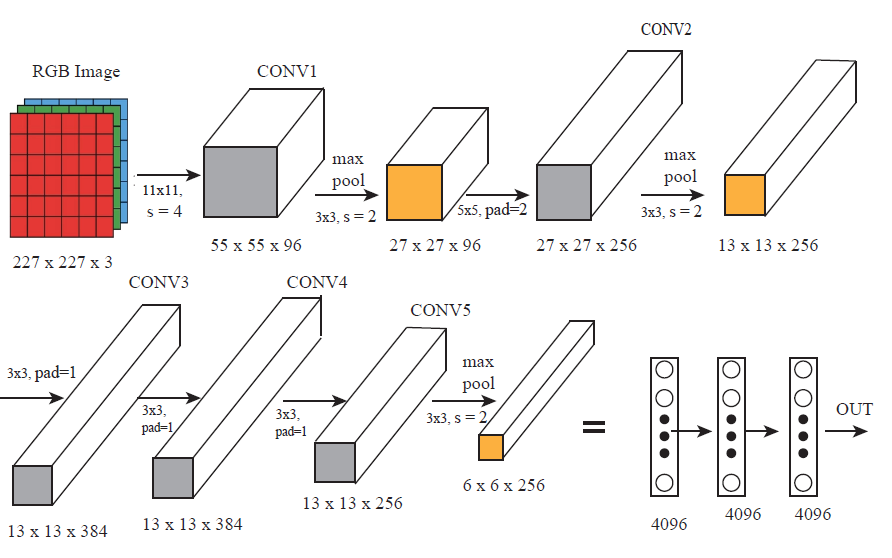 CONV2
RGB Image
CONV1
max
pool
max
pool
11x11,
s = 4
3x3, s = 2
5x5, pad=2
3x3, s = 2
227 x 227 x 3
55 x 55 x 96
27 x 27 x 96
27 x 27 x 256
13 x 13 x 256
CONV3
CONV4
CONV5
3x3, pad=1
3x3,
pad=1
3x3,
pad=1
max
pool
3x3, s = 2
=
OUT
13 x 13 x 384
13 x 13 x 384
13 x 13 x 256
6 x 6 x 256
4096
4096
4096